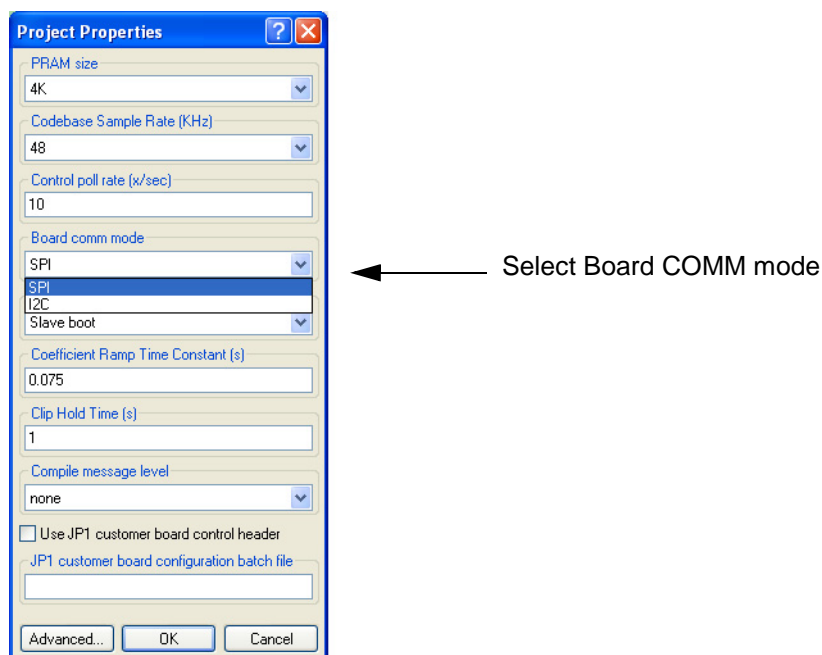 Project Properties
PRAM size
4K
Codebase Sample Rate (KHz)
48
Control poll rate (x/sec)
10
Board comm mode
SPI
Select Board COMM mode
SPI
I2C
Slave boot
Coefficient Ramp Time Constant (s)
0.075
Clip Hold Time (s)
1
Compile message level
none
Use JP1 customer board control header
JP1 customer board configuration batch file
Advanced... OK Cancel